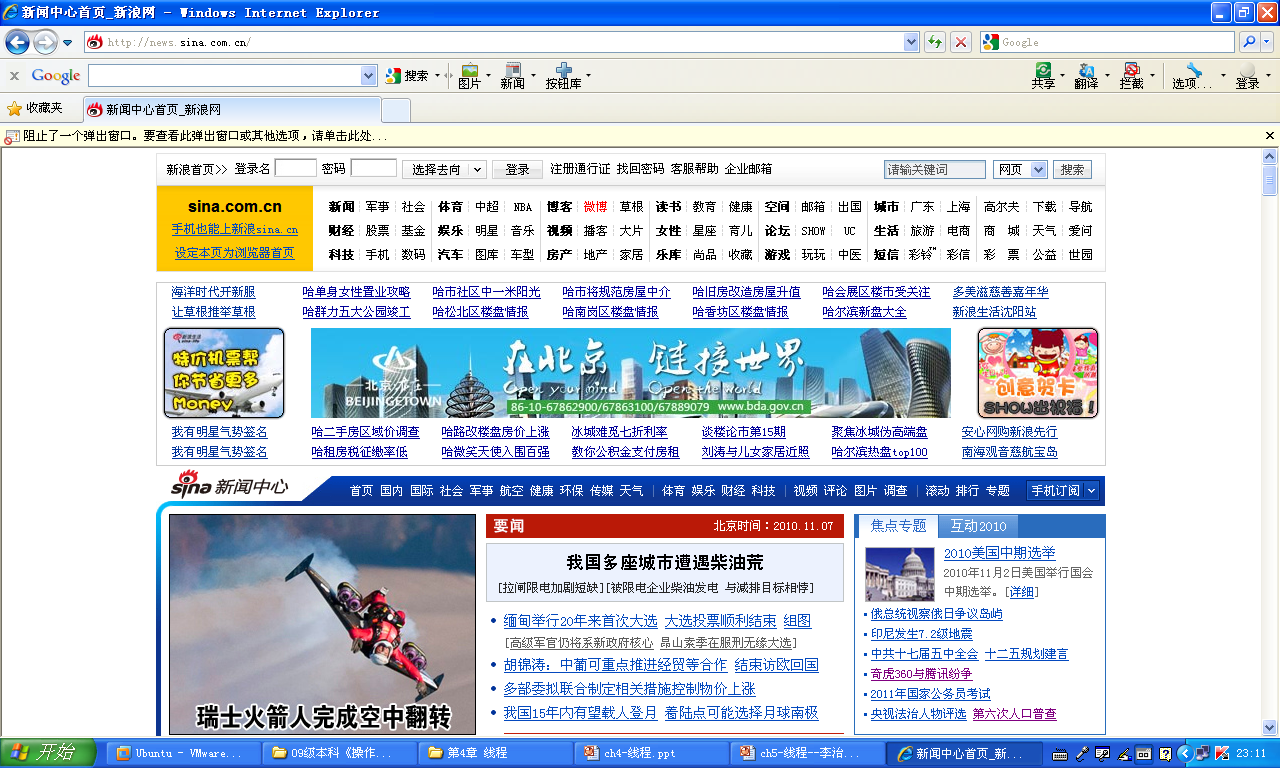 新闻中心首页_新浪网 - Windows Internet Explorer
http://news.sina.com.cn/
Google
Google 搜索 图片 新闻 按钮库 共享 翻译 拦截 选项... 登录
收藏夹 新闻中心首页_新浪网
阻止了一个弹出窗口。要查看此弹出窗口或其他选项，请单击此处...
新浪首页>> 登录名 密码 选择去向 登录 注册通行证 找回密码 客服帮助 企业邮箱 请输关键词 网页 搜索
sina.com.cn
手机也能上新浪sina.cn
设定本页为浏览器首页
新闻 军事 社会 体育 中超 NBA 博客 微博 草根 读书 教育 健康 空间 邮箱 出国 城市 广东 上海 高尔夫 下载 导航
财经 股票 基金 娱乐 明星 音乐 视频 播客 大片 女性 星座 育儿 论坛 SHOW UC 生活 旅游 电商 商 城 天气 爱问
科技 手机 数码 汽车 图库 车型 房产 地产 家居 乐库 尚品 收藏 游戏 玩玩 中医 短信 彩铃 彩信 彩 票 公益 世园
海洋时代开新服 哈单身女性置业攻略 哈市社区中一米阳光 哈市将规范房屋中介 哈旧房改造房屋升值 哈会展区楼市受关注 多美滋慈善嘉年华
让草根推举草根 哈群力五大公园竣工 哈松北区楼盘情报 哈南岗区楼盘情报 哈香坊区楼盘情报 哈尔滨新盘大全 新浪生活沈阳站
新浪生活
特价机票帮
你节省更多
Money
北京亦庄
BEIJINGETOWN
在北京 链接世界
Open your mind Open the world
86-10-67862900/67863100/67889079 www.bda.gov.cn
创意贺卡
SHOW出祝福！
我有明星气势签名 哈二手房区域价调查 哈路改楼盘房价上涨 冰城难觅七折利率 谈楼论市第15期 聚焦冰城伪高端盘 安心网购新浪先行
我有明星气势签名 哈租房税征缴率低 哈微笑天使入围百强 教你公积金支付房租 刘涛与儿女家居近照 哈尔滨热盘top100 南海观音慈航宝岛
sina 新闻中心
首页 国内 国际 社会 军事 航空 健康 环保 传媒 天气 体育 娱乐 财经 科技 视频 评论 图片 调查 滚动 排行 专题 手机订阅
瑞士火箭人完成空中翻转
要闻 北京时间：2010.11.07
我国多座城市遭遇柴油荒
[拉闸限电加剧短缺][被限电企业柴油发电 与减排目标相悖]
缅甸举行20年来首次大选 大选投票顺利结束 组图
[高级军官仍将系新政府核心 昂山素季在服刑无缘大选]
胡锦涛：中葡可重点推进经贸等合作 结束访欧回国
多部委拟联合制定相关措施控制物价上涨
我国15年内有望载人登月 着陆点可能选择月球南极
焦点专题 互动2010
2010美国中期选举
2010年11月2日美国举行国会
中期选举。[详细]
俄总统视察俄日争议岛屿
印尼发生7.2级地震
中共十七届五中全会 十二五规划建言
奇虎360与腾讯纷争
2011年国家公务员考试
央视法治人物评选 第六次人口普查
开始 Ubuntu - VMware... 09级本科《操作... 第4章 线程 ch4-线程.ppt ch5-线程--李治... 新闻中心首页_新... 23:11